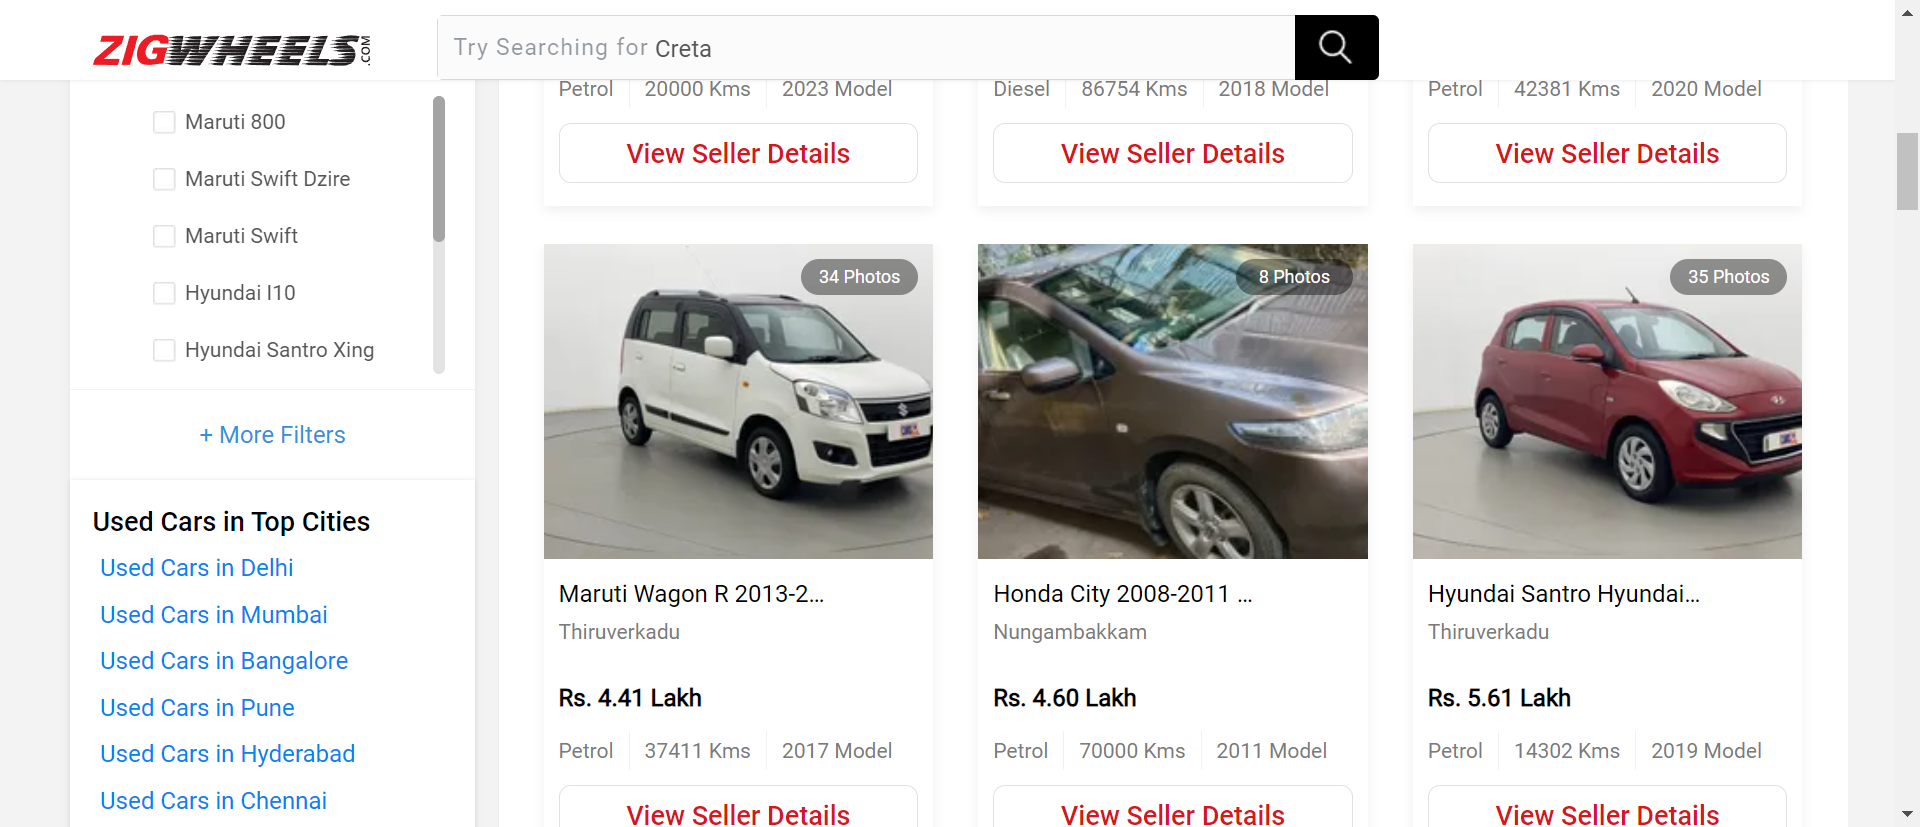 ZIGWHEELS.COM
Try Searching for Creta
Maruti 800
Maruti Swift Dzire
Maruti Swift
Hyundai I10
Hyundai Santro Xing
+ More Filters
Used Cars in Top Cities
Used Cars in Delhi
Used Cars in Mumbai
Used Cars in Bangalore
Used Cars in Pune
Used Cars in Hyderabad
Used Cars in Chennai
Petrol 20000 Kms 2023 Model
View Seller Details
Diesel 86754 Kms 2018 Model
View Seller Details
Petrol 42381 Kms 2020 Model
View Seller Details
34 Photos
Maruti Wagon R 2013-2...
Thiruverkadu
Rs. 4.41 Lakh
Petrol 37411 Kms 2017 Model
View Seller Details
8 Photos
Honda City 2008-2011 ...
Nungambakkam
Rs. 4.60 Lakh
Petrol 70000 Kms 2011 Model
View Seller Details
35 Photos
Hyundai Santro Hyundai...
Thiruverkadu
Rs. 5.61 Lakh
Petrol 14302 Kms 2019 Model
View Seller Details